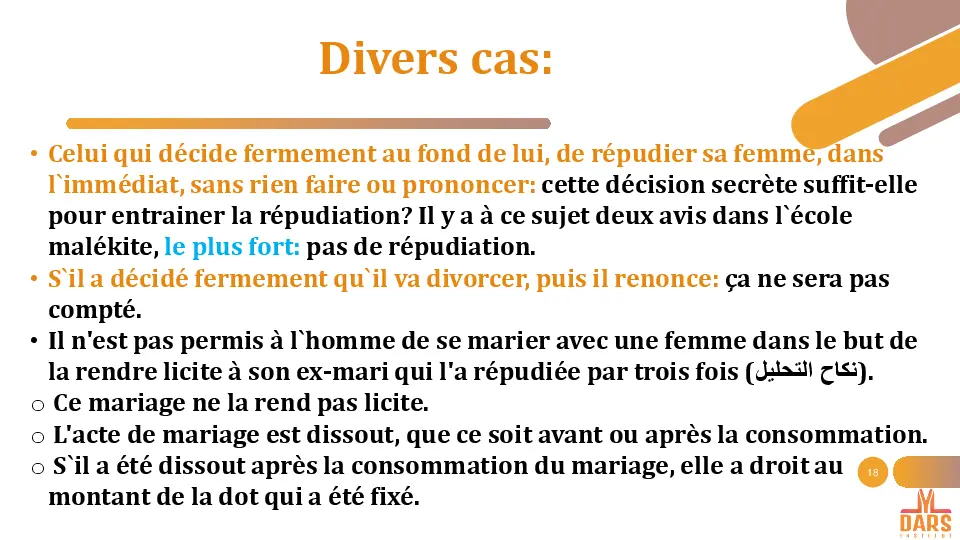 Divers cas:
• Celui qui décide fermement au fond de lui, de répudier sa femme, dans
l`immédiat, sans rien faire ou prononcer: cette décision secrète suffit-elle
pour entrainer la répudiation? Il y a à ce sujet deux avis dans l`école
malékite, le plus fort: pas de répudiation.
• S`il a décidé fermement qu`il va divorcer, puis il renonce: ça ne sera pas
compté.
• Il n'est pas permis à l`homme de se marier avec une femme dans le but de
la rendre licite à son ex-mari qui l'a répudiée par trois fois (نكاح التحليل).
o Ce mariage ne la rend pas licite.
o L'acte de mariage est dissout, que ce soit avant ou après la consommation.
o S`il a été dissout après la consommation du mariage, elle a droit au
montant de la dot qui a été fixé.
18
DARS
INSTITUT